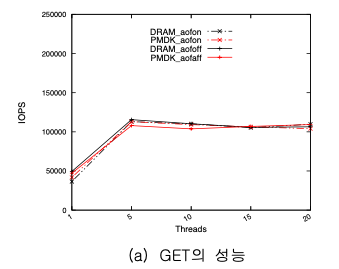 250000
200000
150000
100000
50000
0
IOPS
DRAM_aofon
PMDK_aofon
DRAM_aofoff
PMDK_aofaff
1
5
10
15
20
Threads
(a) GET의 성능